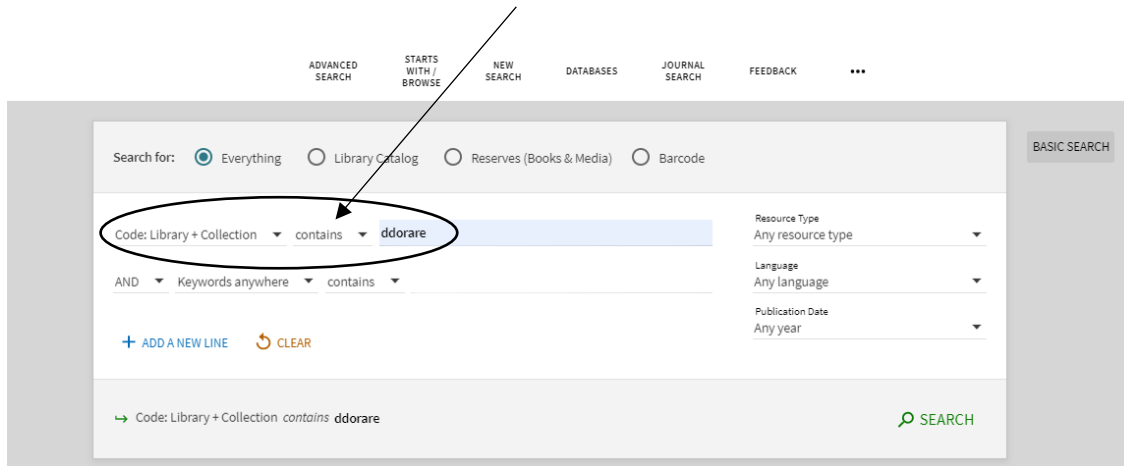 ADVANCED SEARCH
STARTS WITH / BROWSE
NEW SEARCH
DATABASES
JOURNAL SEARCH
FEEDBACK
•••
BASIC SEARCH
Search for: Everything Library Catalog Reserves (Books & Media) Barcode
Code: Library + Collection contains ddorare
AND Keywords anywhere contains
+ ADD A NEW LINE CLEAR
Resource Type
Any resource type
Language
Any language
Publication Date
Any year
Code: Library + Collection contains ddorare
SEARCH